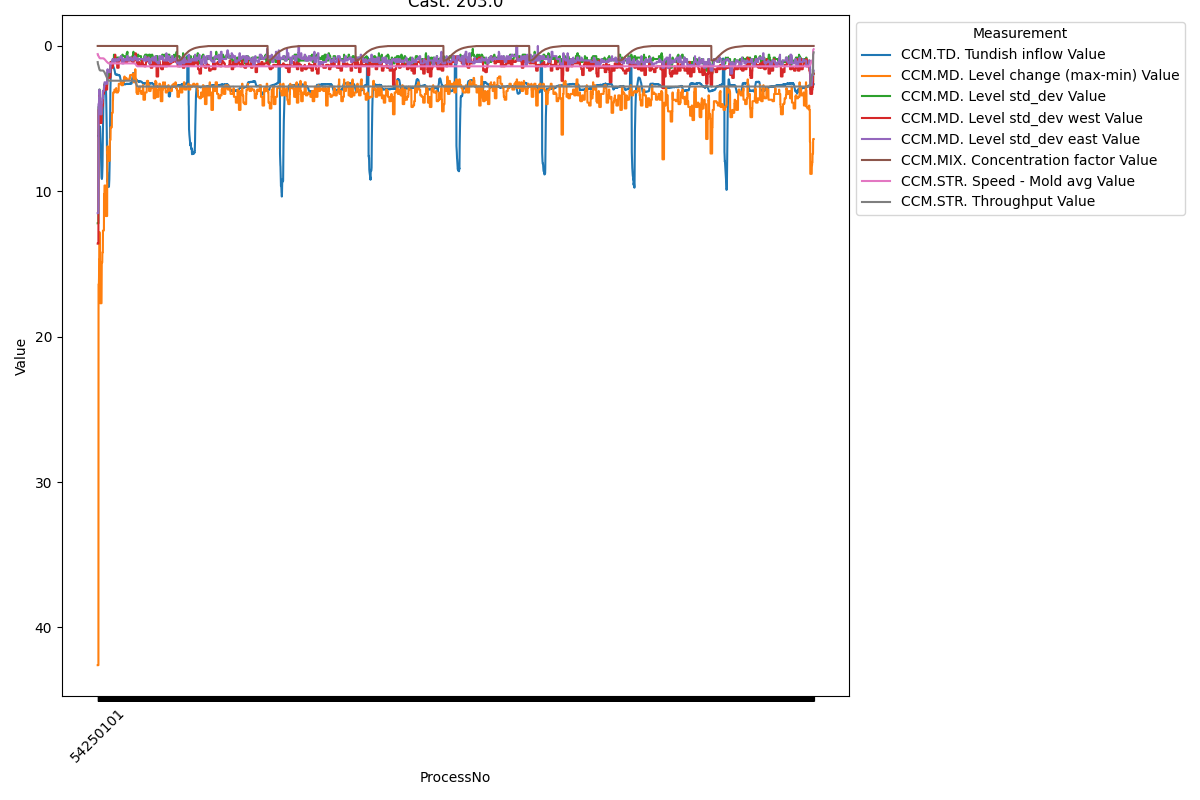 Cast: 203.0
Measurement
CCM.TD. Tundish inflow Value
CCM.MD. Level change (max-min) Value
CCM.MD. Level std_dev Value
CCM.MD. Level std_dev west Value
CCM.MD. Level std_dev east Value
CCM.MIX. Concentration factor Value
CCM.STR. Speed - Mold avg Value
CCM.STR. Throughput Value
0
10
20
30
40
Value
54250101
ProcessNo